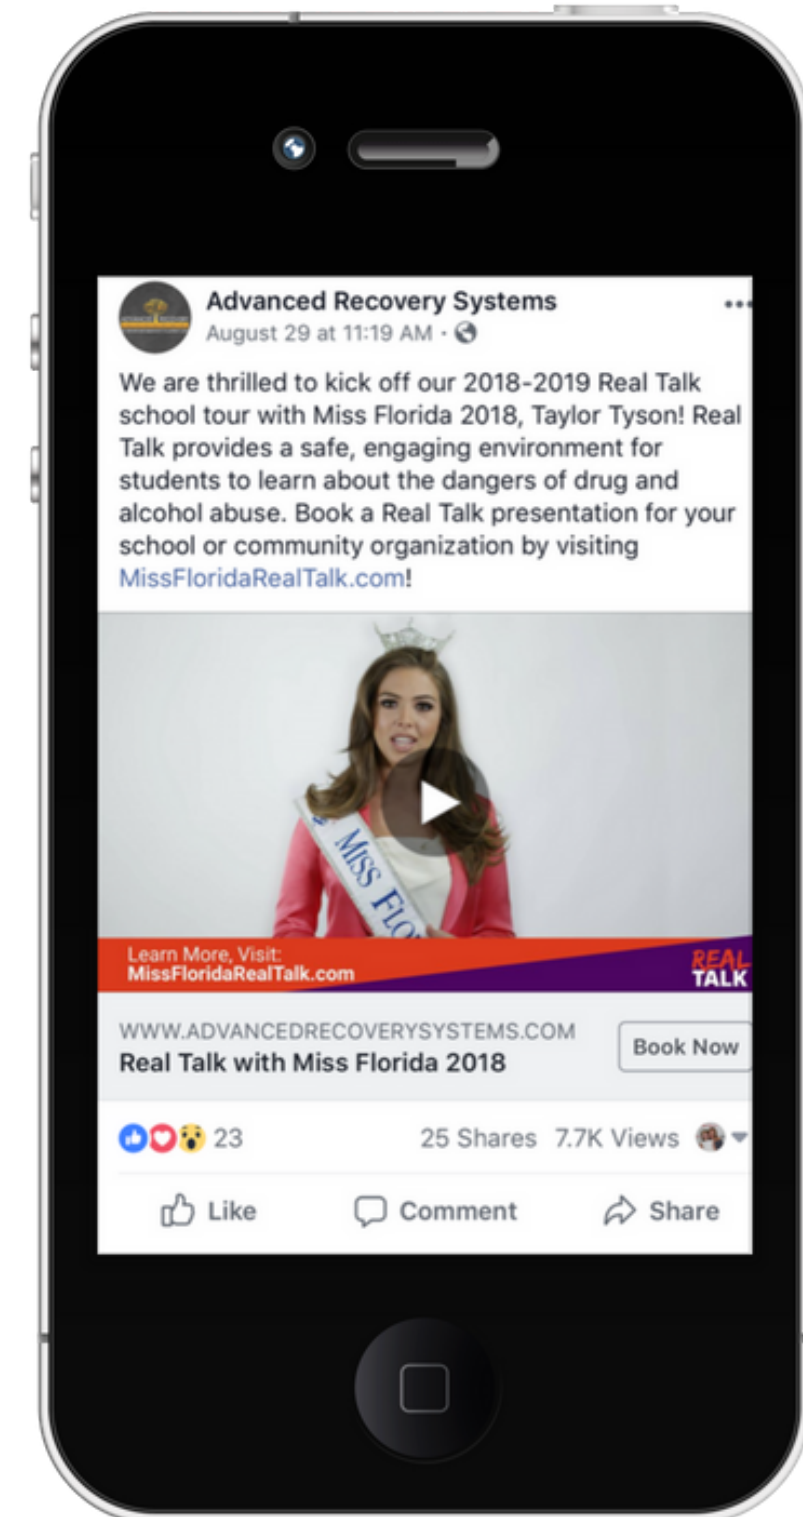 Advanced Recovery Systems
August 29 at 11:19 AM ·
We are thrilled to kick off our 2018-2019 Real Talk
school tour with Miss Florida 2018, Taylor Tyson! Real
Talk provides a safe, engaging environment for
students to learn about the dangers of drug and
alcohol abuse. Book a Real Talk presentation for your
school or community organization by visiting
MissFloridaRealTalk.com!
MISS FLO
Learn More, Visit:
MissFloridaRealTalk.com
REAL
TALK
WWW.ADVANCEDRECOVERYSYSTEMS.COM
Real Talk with Miss Florida 2018
Book Now
23
25 Shares 7.7K Views
Like Comment Share